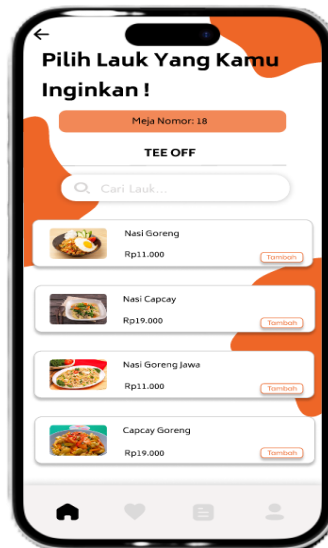 Pilih Lauk Yang Kamu
Inginkan !
Meja Nomor: 18
TEE OFF
Cari Lauk...
Nasi Goreng
Rp11.000
Tambah
Nasi Capcay
Rp19.000
Tambah
Nasi Goreng Jawa
Rp11.000
Tambah
Capcay Goreng
Rp19.000
Tambah